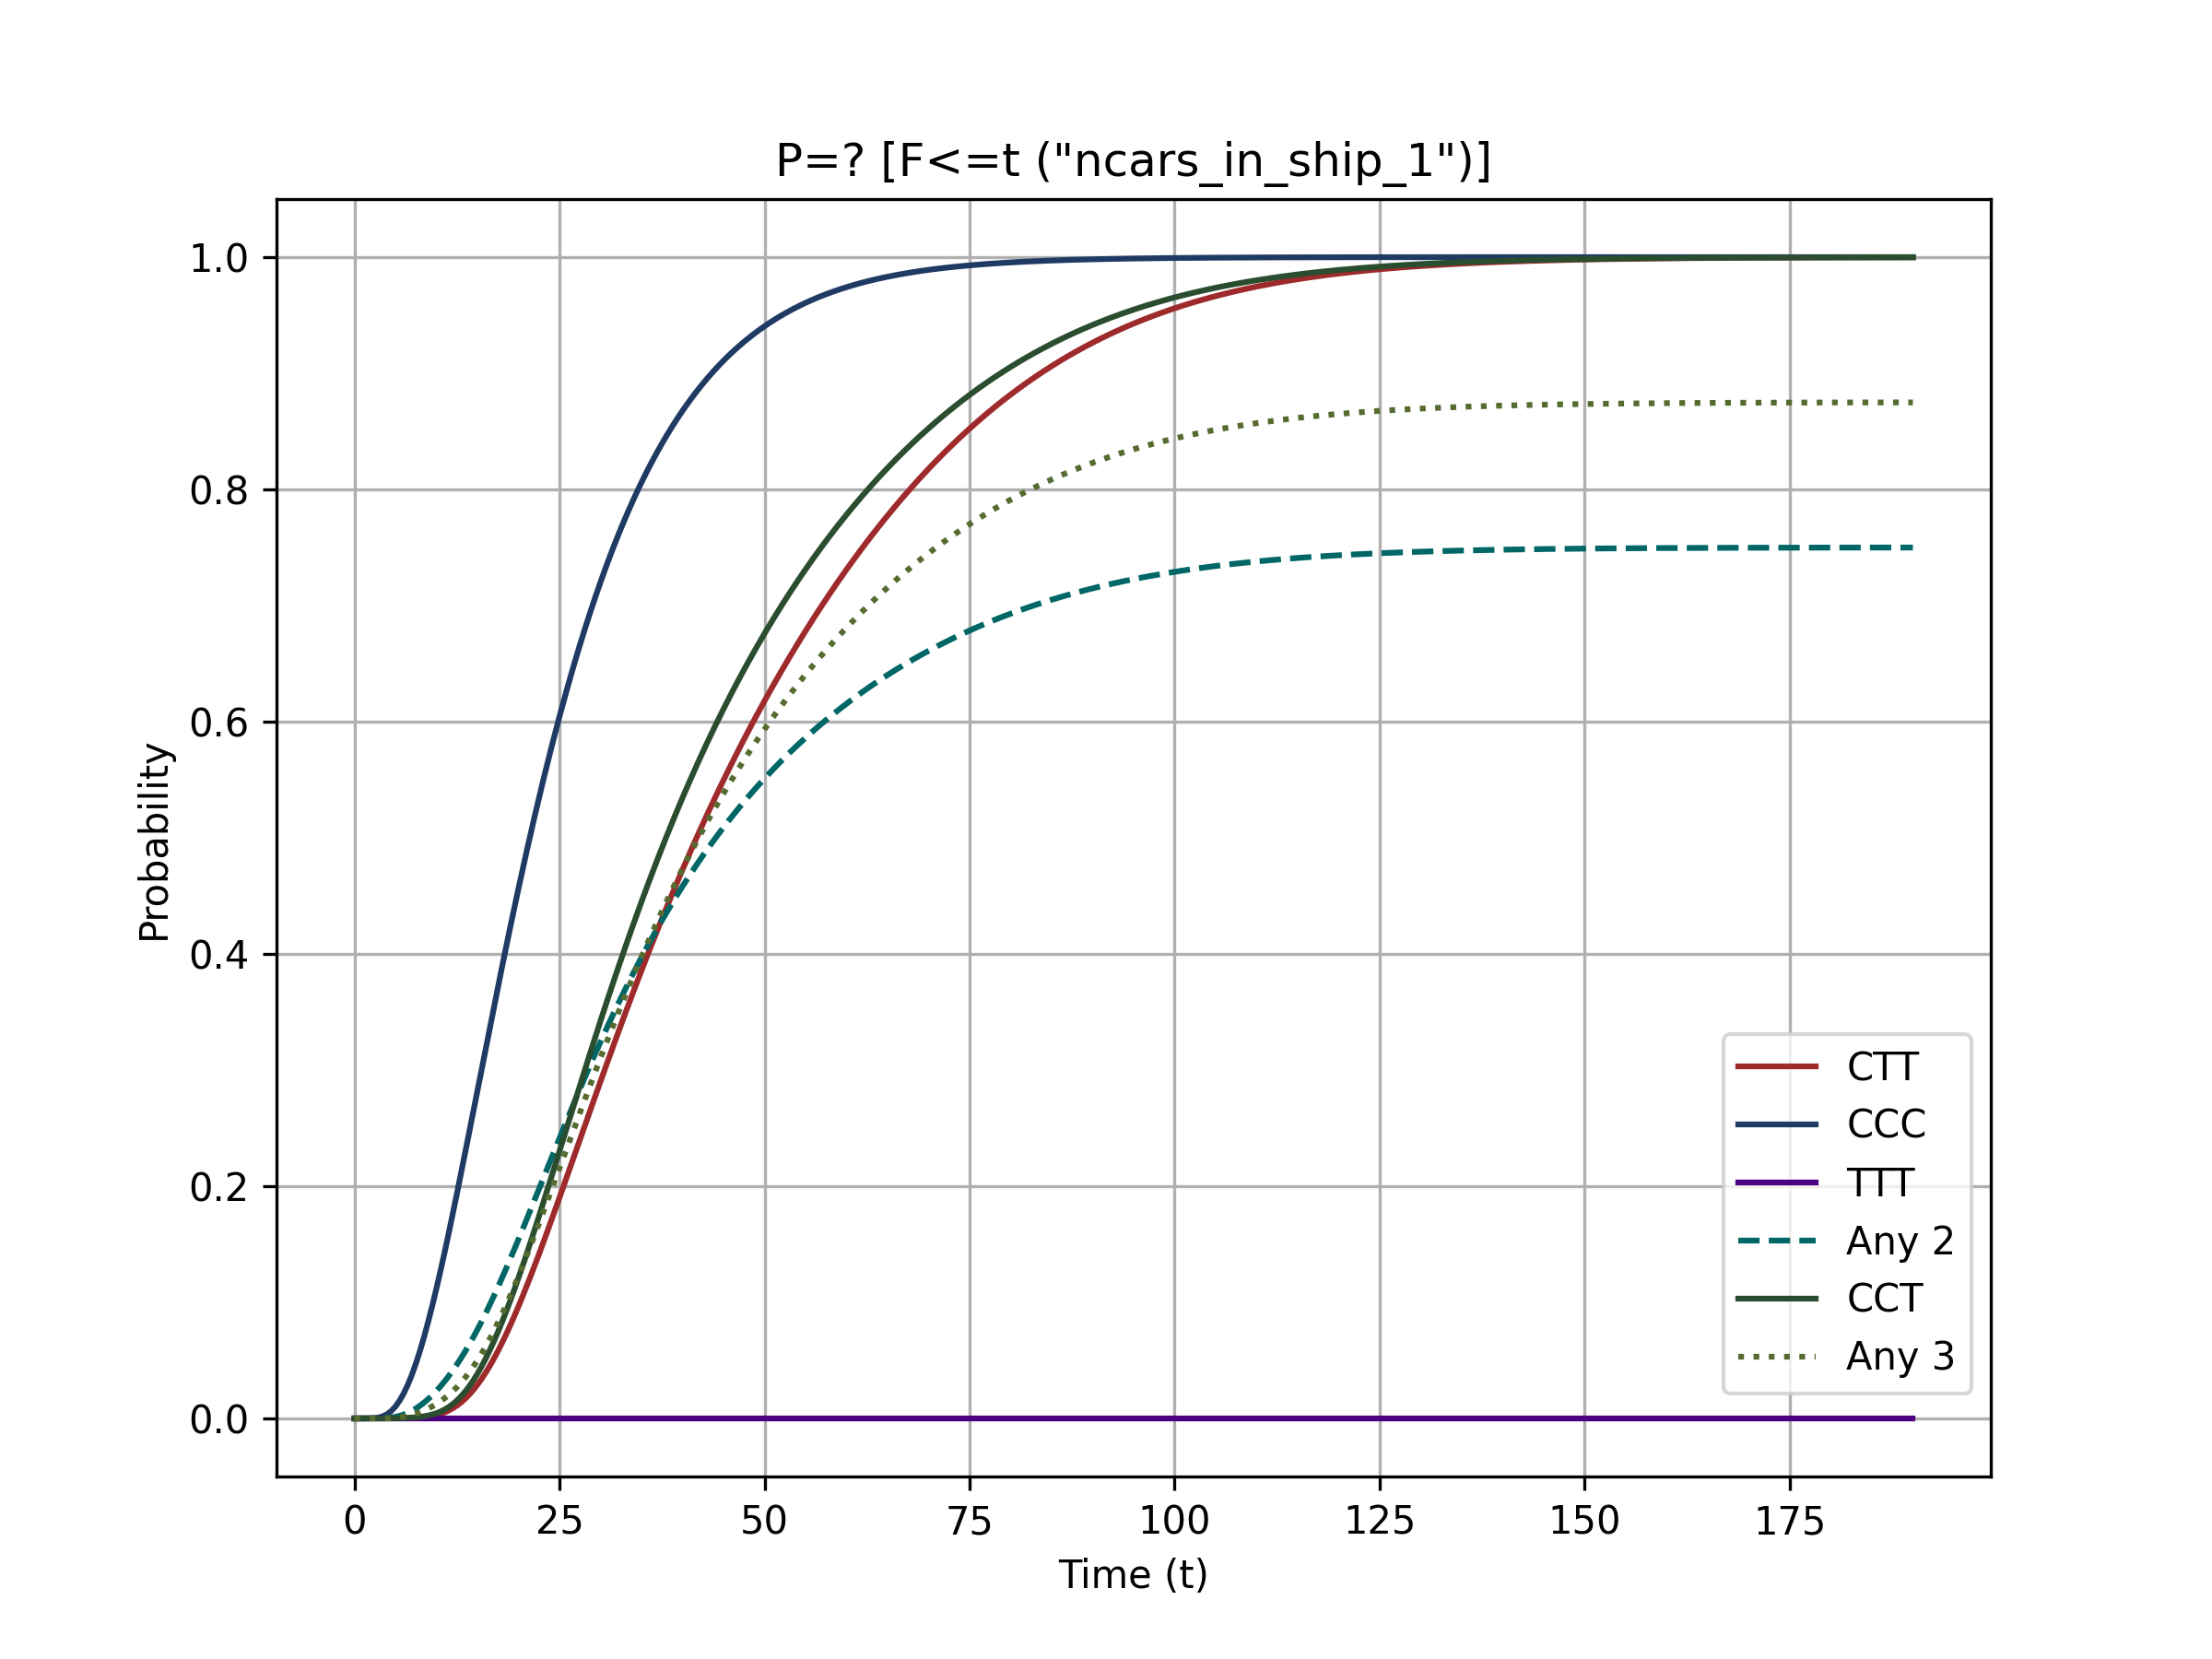 P=? [F<=t ("ncars_in_ship_1")]
1.0
0.8
0.6
0.4
0.2
0.0
Probability
0 25 50 75 100 125 150 175
Time (t)
CTT
CCC
TTT
Any 2
CCT
Any 3